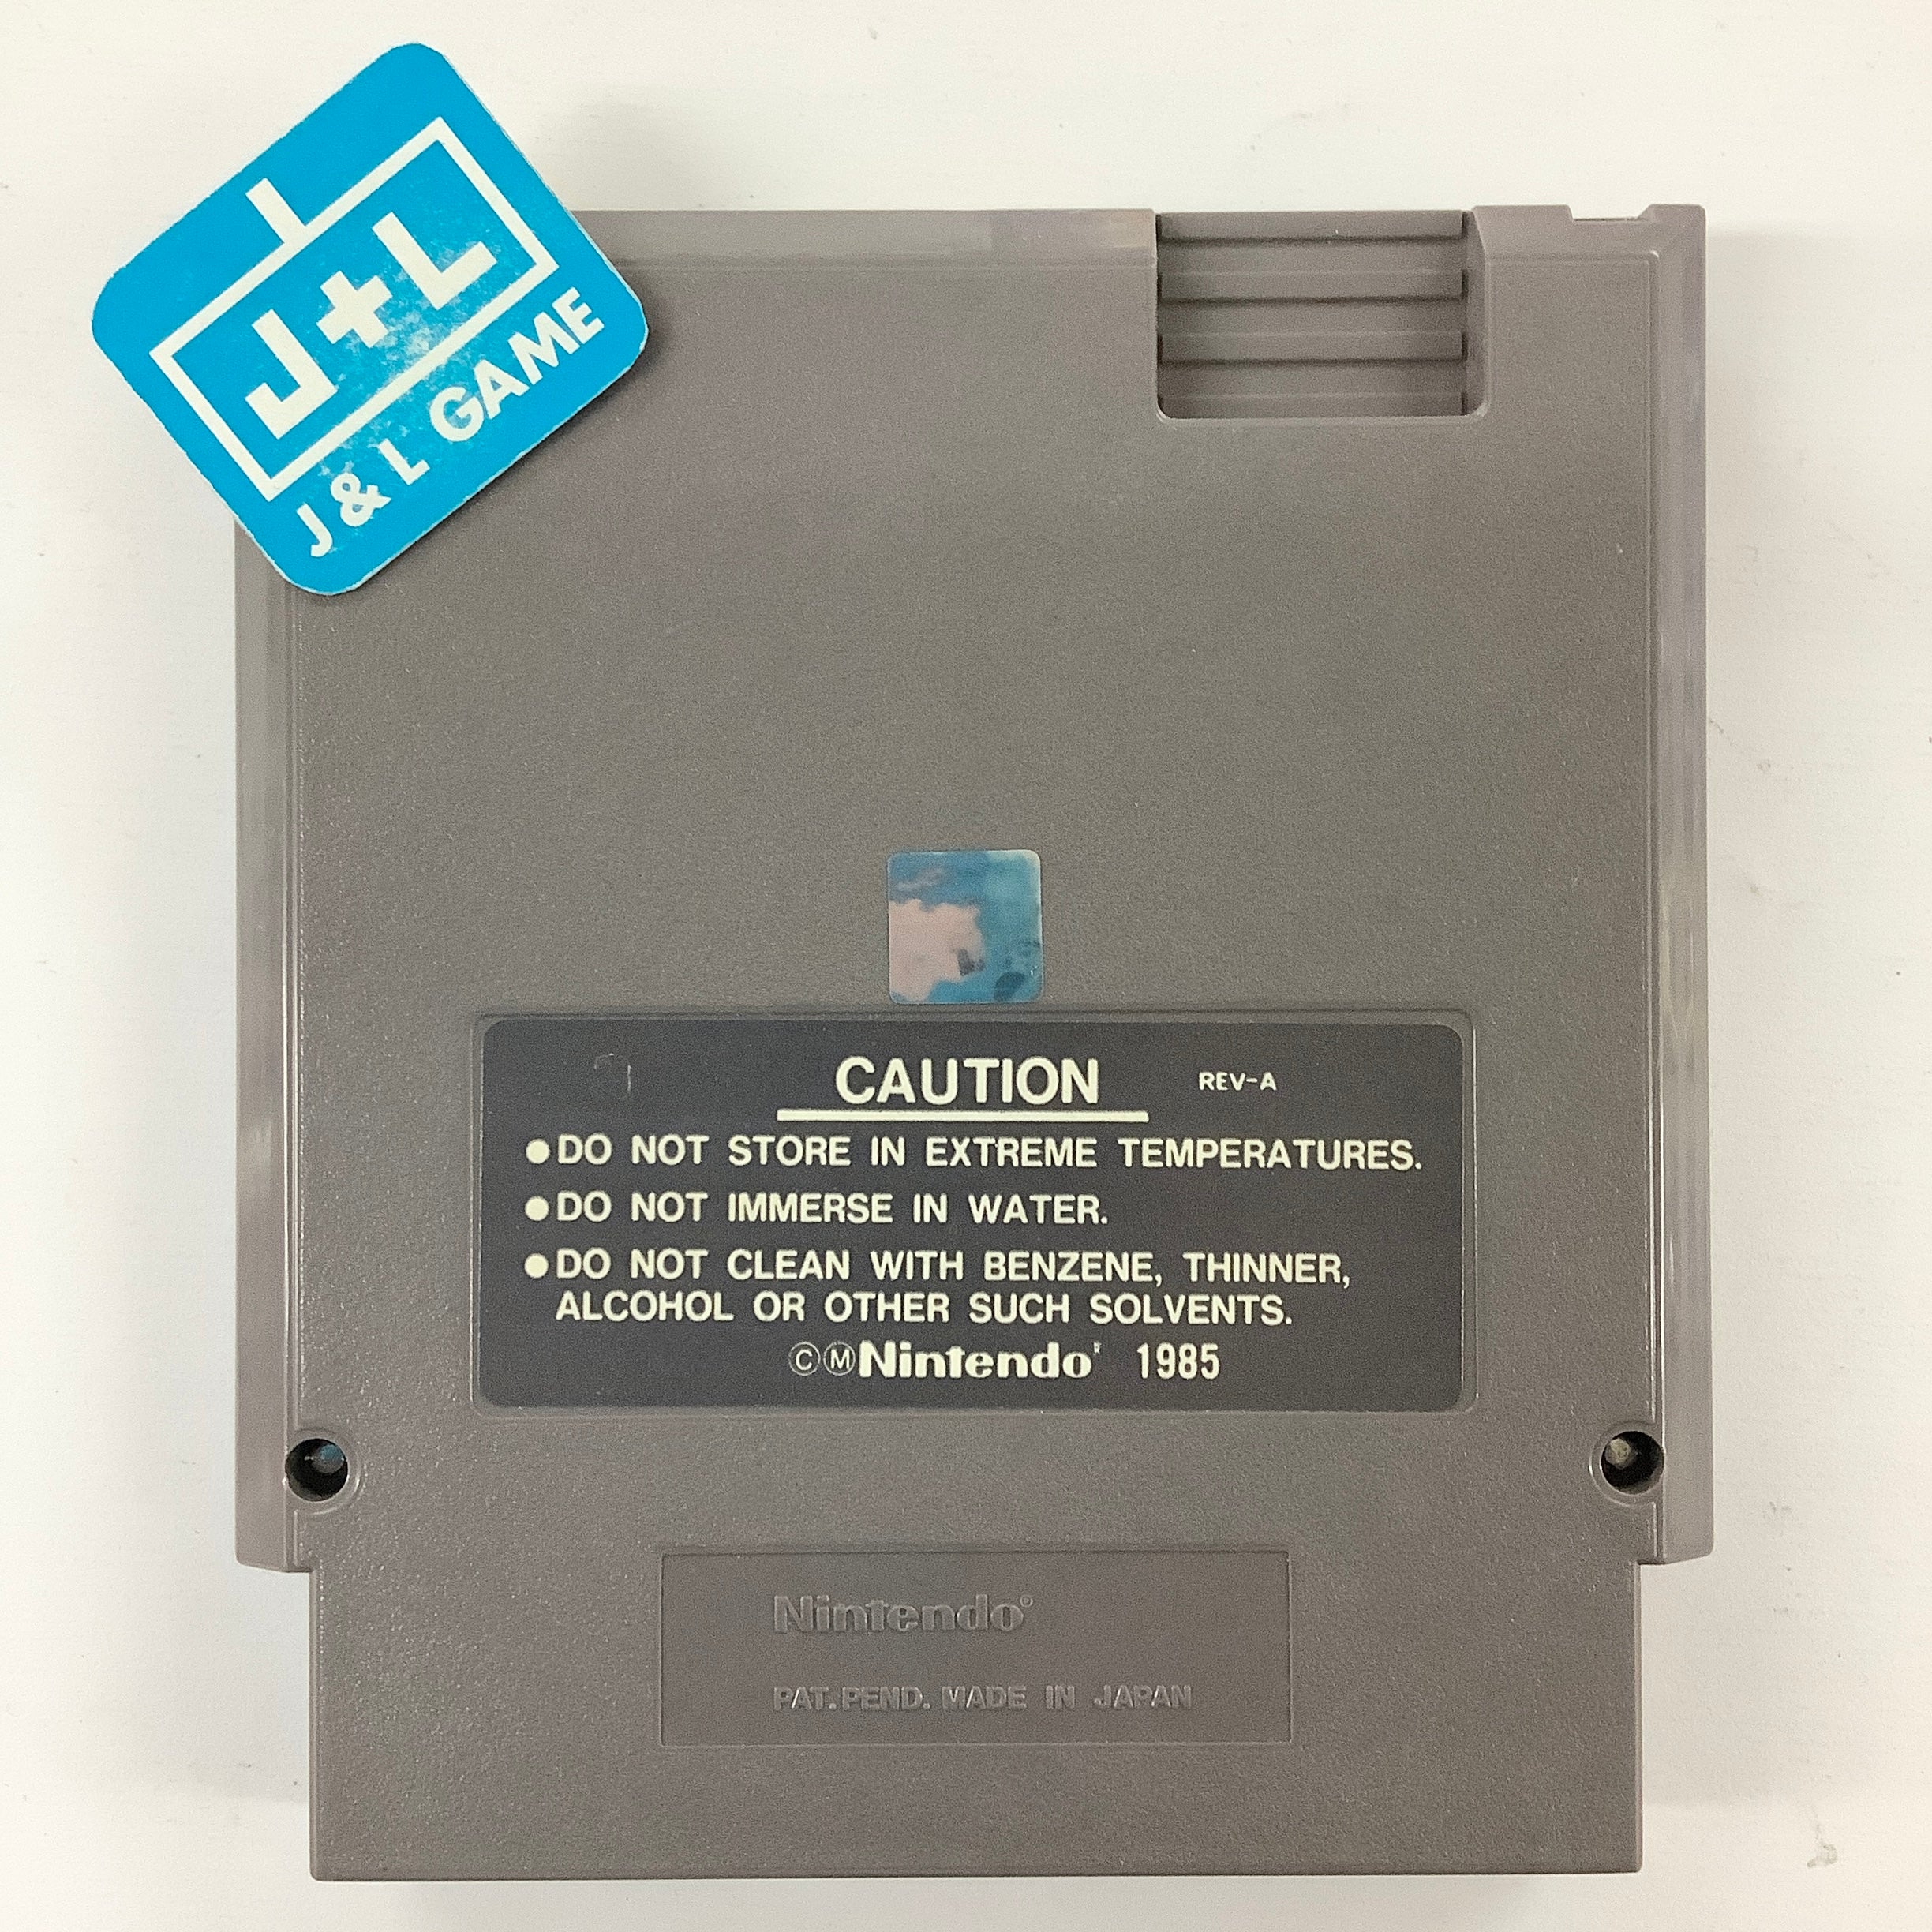 J+L
J & L GAME
CAUTION REV-A
●DO NOT STORE IN EXTREME TEMPERATURES.
●DO NOT IMMERSE IN WATER.
●DO NOT CLEAN WITH BENZENE, THINNER,
ALCOHOL OR OTHER SUCH SOLVENTS.
ⒸⓂNintendo® 1985
Nintendo®
PAT. PEND. MADE IN JAPAN